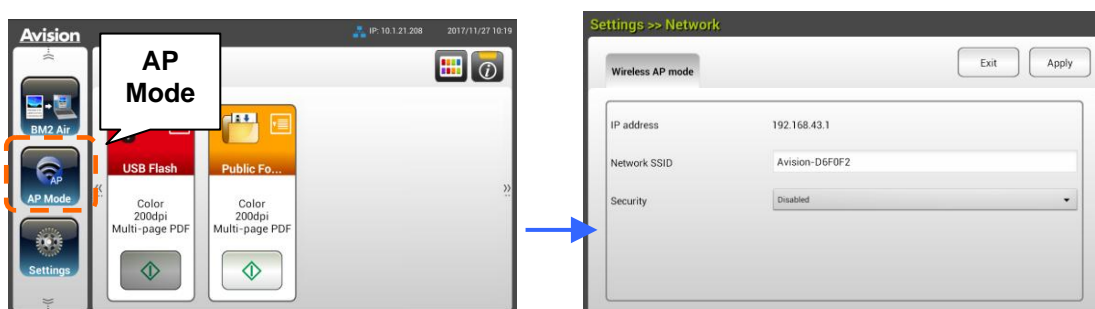 Avision
IP: 10.1.21.208
2017/11/27 10:19
AP
Mode
BM2 Air
AP
AP Mode
Settings
USB Flash
Color
200dpi
Multi-page PDF
Public Fo...
Color
200dpi
Multi-page PDF
Settings >> Network
Wireless AP mode
Exit
Apply
IP address
192.168.43.1
Network SSID
Avision-D6F0F2
Security
Disabled